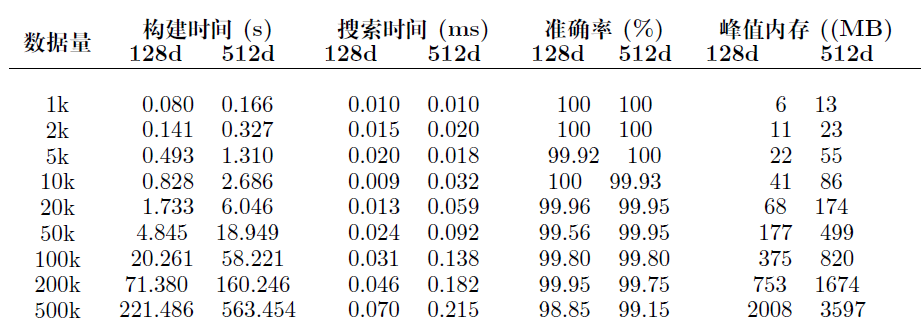 数据量 构建时间 (s) 搜索时间 (ms) 准确率 (%) 峰值内存 ((MB)
128d 512d 128d 512d 128d 512d 128d 512d
1k 0.080 0.166 0.010 0.010 100 100 6 13
2k 0.141 0.327 0.015 0.020 100 100 11 23
5k 0.493 1.310 0.020 0.018 99.92 100 22 55
10k 0.828 2.686 0.009 0.032 100 99.93 41 86
20k 1.733 6.046 0.013 0.059 99.96 99.95 68 174
50k 4.845 18.949 0.024 0.092 99.56 99.95 177 499
100k 20.261 58.221 0.031 0.138 99.80 99.80 375 820
200k 71.380 160.246 0.046 0.182 99.95 99.75 753 1674
500k 221.486 563.454 0.070 0.215 98.85 99.15 2008 3597